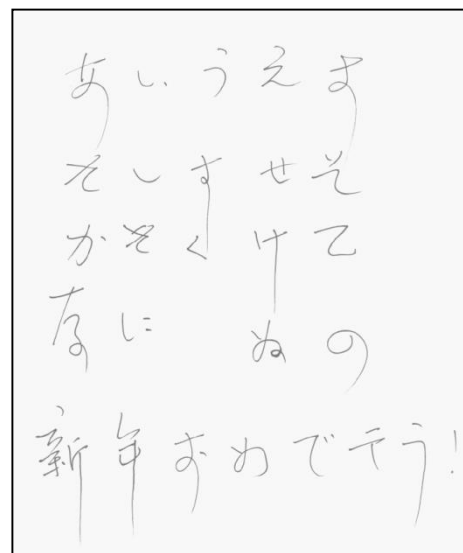 あいうえお
さしすせそ
かきくけこ
なに ぬの
新年おめでとう!